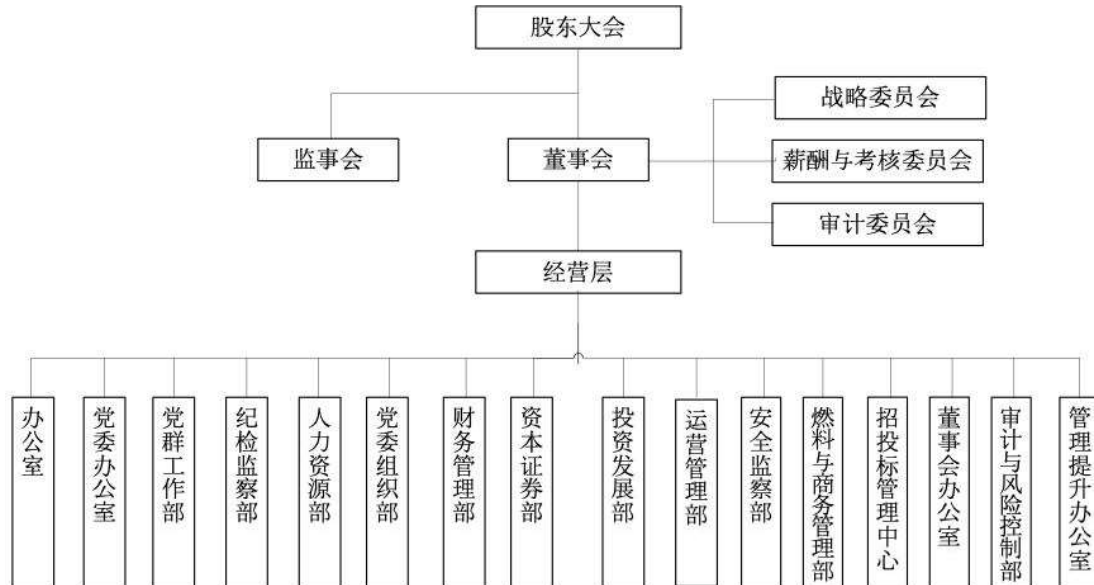 股东大会
战略委员会
监事会
董事会
薪酬与考核委员会
审计委员会
经营层
办公室
党委办公室
党群工作部
纪检监察部
人力资源部
党委组织部
财务管理部
资本证券部
投资发展部
运营管理部
安全监察部
燃料与商务管理部
招投标管理中心
董事会办公室
审计与风险控制部
管理提升办公室